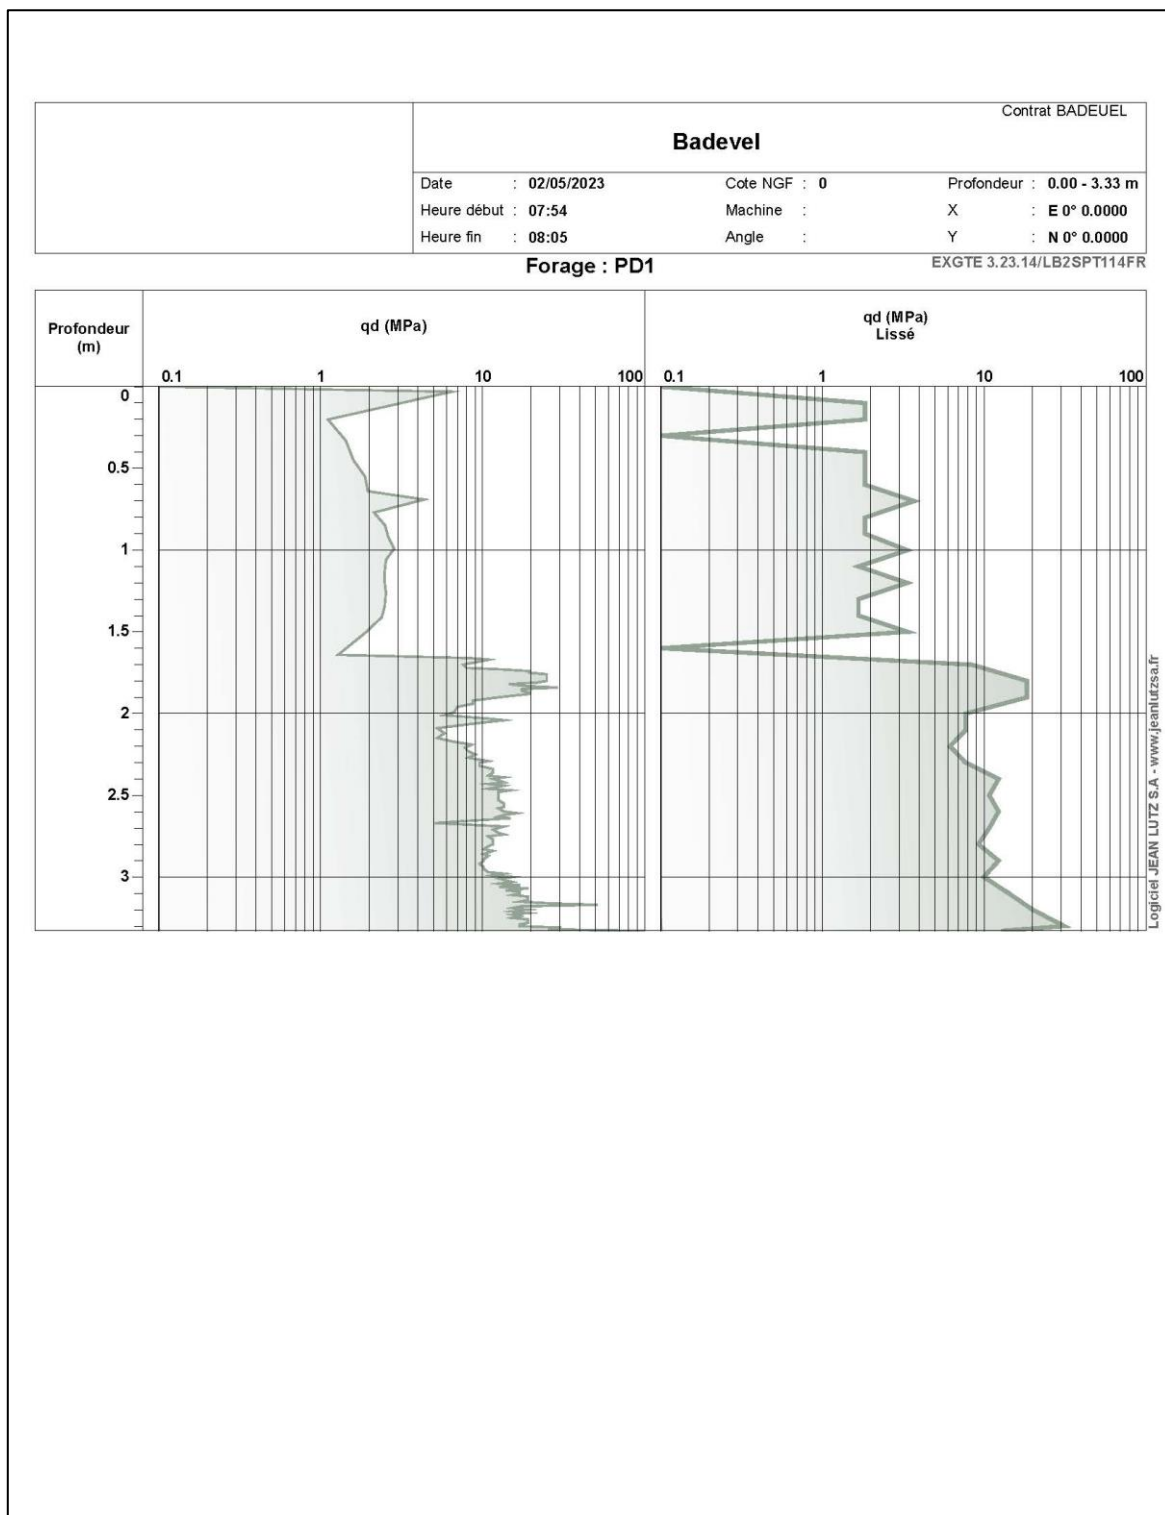 Contrat BADEUEL
Badevel
Date : 02/05/2023 Cote NGF : 0 Profondeur : 0.00 - 3.33 m
Heure début : 07:54 Machine : X : E 0° 0.0000
Heure fin : 08:05 Angle : Y : N 0° 0.0000
Forage : PD1 EXGTE 3.23.14/LB2SPT114FR
Profondeur
(m)
qd (MPa)
qd (MPa)
Lissé
0.1 1 10 100 0.1 1 10 100
0
0.5
1
1.5
2
2.5
3
Logiciel JEAN LUTZ S.A - www.jeanlutzsa.fr